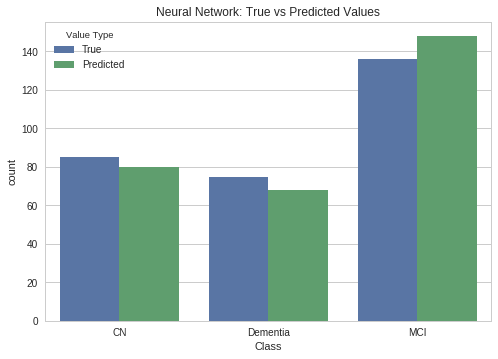 Neural Network: True vs Predicted Values
Value Type
True
Predicted
140
120
100
80
60
40
20
0
count
CN Dementia MCI
Class